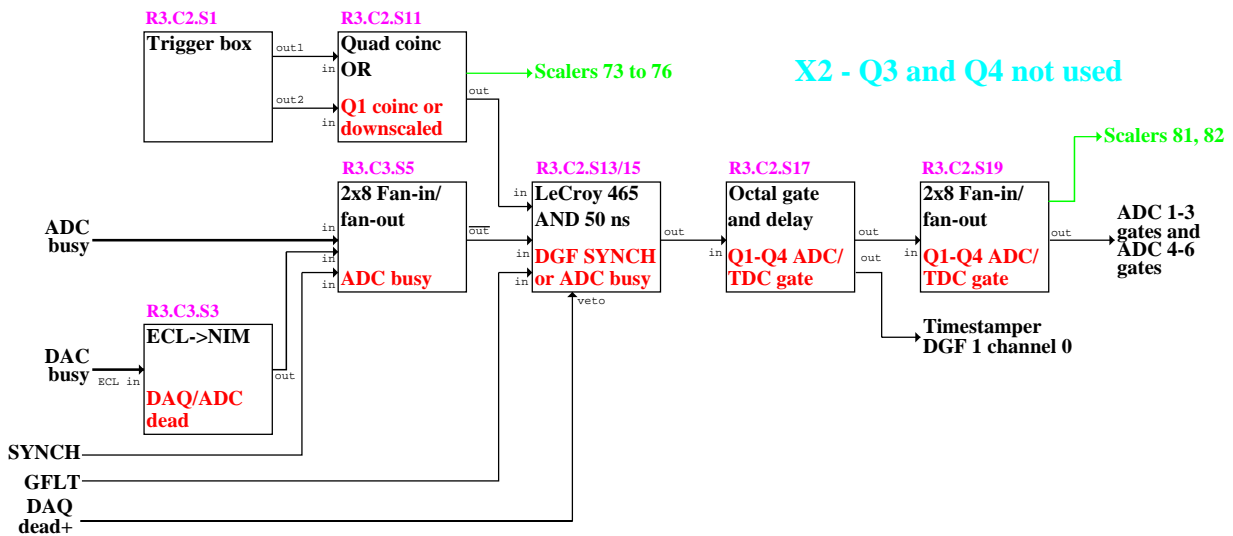 R3.C2.S1
Trigger box
out1
out2
R3.C2.S11
Quad coinc
OR
Q1 coinc or
downscaled
in
in
out
Scalers 73 to 76
X2 - Q3 and Q4 not used
Scalers 81, 82
R3.C3.S5
2x8 Fan-in/
fan-out
ADC busy
in
in
in
out
R3.C2.S13/15
LeCroy 465
AND 50 ns
DGF SYNCH
or ADC busy
in
in
in
veto
out
R3.C2.S17
Octal gate
and delay
Q1-Q4 ADC/
TDC gate
in
out
out
R3.C2.S19
2x8 Fan-in/
fan-out
Q1-Q4 ADC/
TDC gate
in
out
ADC 1-3
gates and
ADC 4-6
gates
Timestamper
DGF 1 channel 0
ADC
busy
R3.C3.S3
ECL->NIM
DAQ/ADC
dead
ECL in
out
DAC
busy
SYNCH
GFLT
DAQ
dead+